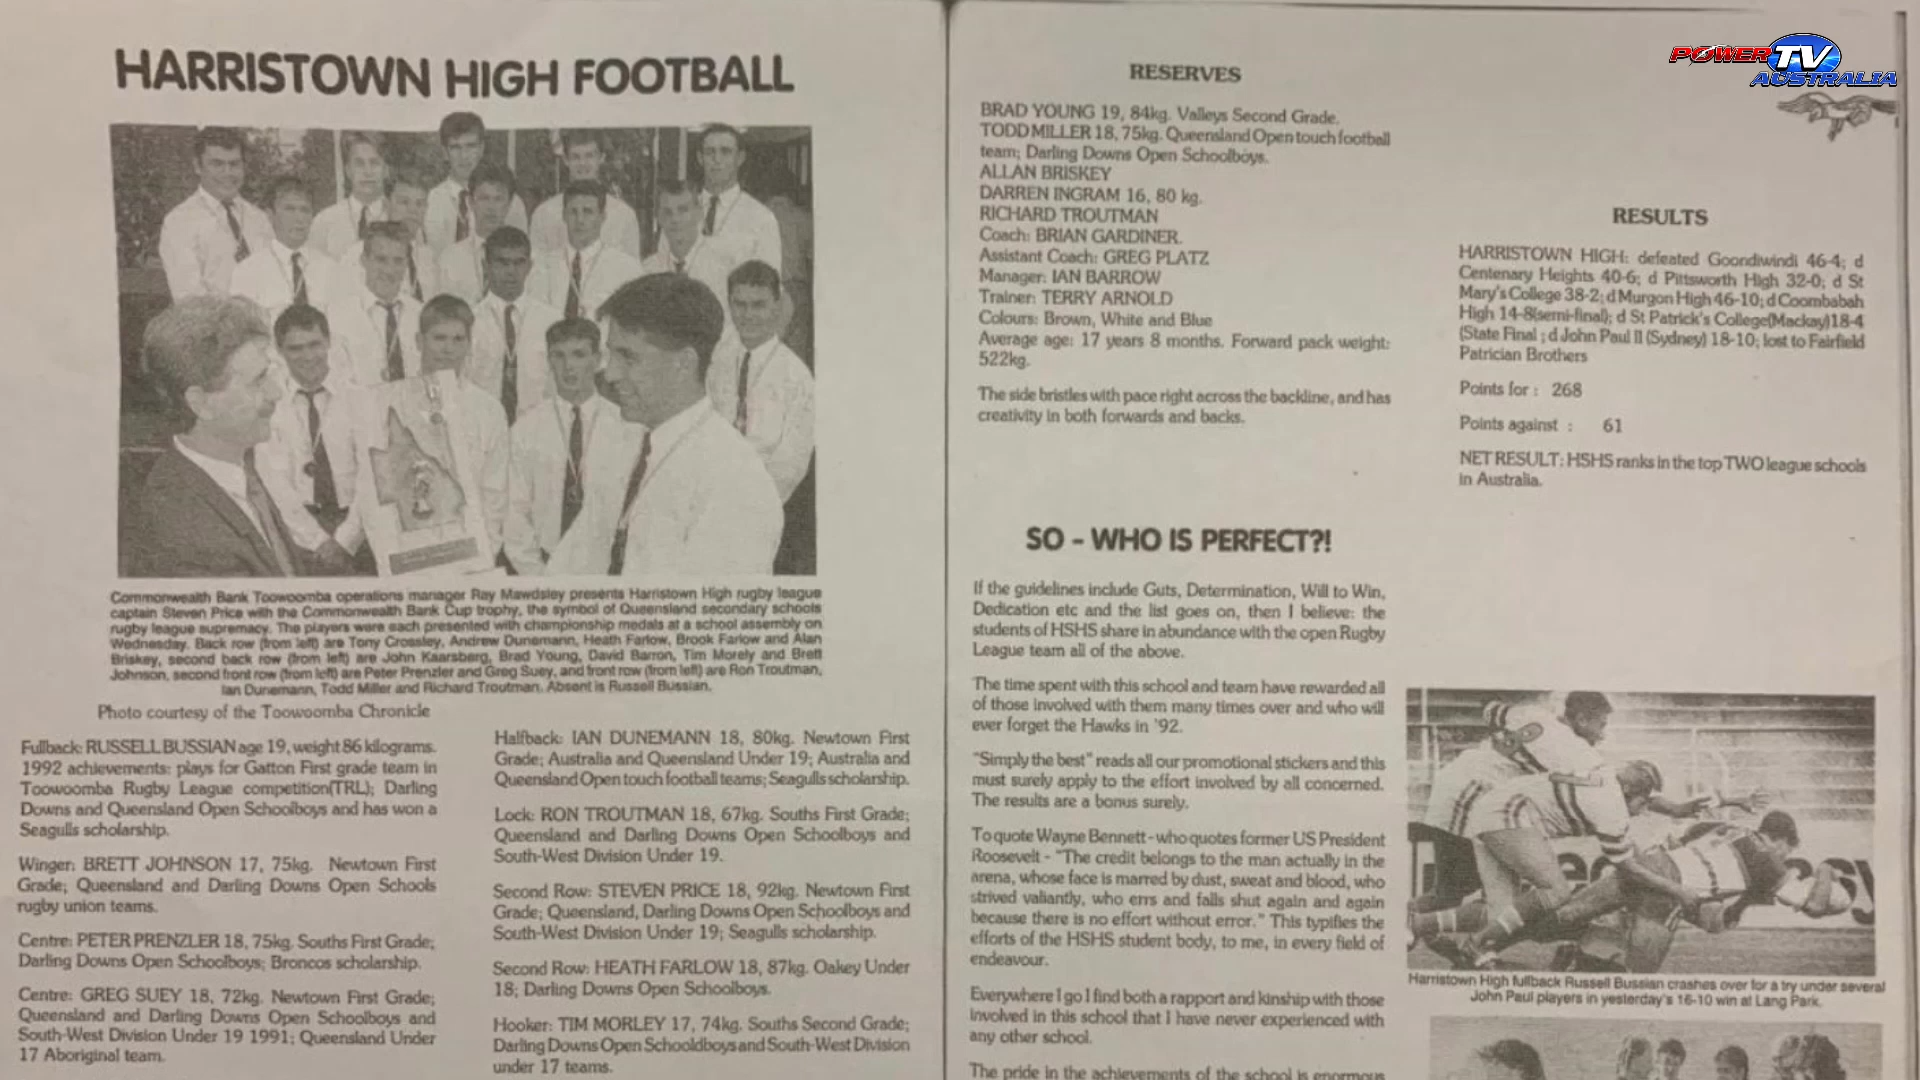 HARRISTOWN HIGH FOOTBALL
Commonwealth Bank Toowoomba operations manager Ray Mawdsley presents Harristown High rugby league
captain Steven Price with the Commonwealth Bank Cup trophy, the symbol of Queensland secondary schools
rugby league supremacy. The players were each presented with championship medals at a school assembly on
Wednesday. Back row (from left) are Tony Crossley, Andrew Dunemann, Heath Farlow, Brook Farlow and Alan
Briskey, second back row (from left) are John Kaarsberg, Brad Young, David Barron, Tim Morely and Brett
Johnson, second front row (from left) are Peter Prenzler and Greg Suey, and front row (from left) are Ron Troutman,
Ian Dunemann, Todd Miller and Richard Troutman. Absent is Russell Bussian.
Photo courtesy of the Toowoomba Chronicle
Fullback: RUSSELL BUSSIAN age 19, weight 86 kilograms.
1992 achievements: plays for Gatton First grade team in
Toowoomba Rugby League competition(TRL); Darling
Downs and Queensland Open Schoolboys and has won a
Seagulls scholarship.
Winger: BRETT JOHNSON 17, 75kg. Newtown First
Grade; Queensland and Darling Downs Open Schools
rugby union teams.
Centre: PETER PRENZLER 18, 75kg. Souths First Grade;
Darling Downs Open Schoolboys; Broncos scholarship.
Centre: GREG SUEY 18, 72kg. Newtown First Grade;
Queensland and Darling Downs Open Schoolboys and
South-West Division Under 19 1991; Queensland Under
17 Aboriginal team.
Halfback: IAN DUNEMANN 18, 80kg. Newtown First
Grade; Australia and Queensland Under 19; Australia and
Queensland Open touch football teams; Seagulls scholarship.
Lock: RON TROUTMAN 18, 67kg. Souths First Grade;
Queensland and Darling Downs Open Schoolboys and
South-West Division Under 19.
Second Row: STEVEN PRICE 18, 92kg. Newtown First
Grade; Queensland, Darling Downs Open Schoolboys and
South-West Division Under 19; Seagulls scholarship.
Second Row: HEATH FARLOW 18, 87kg. Oakey Under
18; Darling Downs Open Schoolboys.
Hooker: TIM MORLEY 17, 74kg. Souths Second Grade;
Darling Downs Open Schooldboys and South-West Division
under 17 teams.
RESERVES
BRAD YOUNG 19, 84kg. Valleys Second Grade.
TODD MILLER 18, 75kg. Queensland Open touch football
team; Darling Downs Open Schoolboys.
ALLAN BRISKEY
DARREN INGRAM 16, 80 kg.
RICHARD TROUTMAN
Coach: BRIAN GARDINER.
Assistant Coach: GREG PLATZ
Manager: IAN BARROW
Trainer: TERRY ARNOLD
Colours: Brown, White and Blue
Average age: 17 years 8 months. Forward pack weight:
522kg.
The side bristles with pace right across the backline, and has
creativity in both forwards and backs.
SO - WHO IS PERFECT?!
If the guidelines include Guts, Determination, Will to Win,
Dedication etc and the list goes on, then I believe: the
students of HSHS share in abundance with the open Rugby
League team all of the above.
The time spent with this school and team have rewarded all
of those involved with them many times over and who will
ever forget the Hawks in '92.
"Simply the best" reads all our promotional stickers and this
must surely apply to the effort involved by all concerned.
The results are a bonus surely.
To quote Wayne Bennett - who quotes former US President
Roosevelt - "The credit belongs to the man actually in the
arena, whose face is marred by dust, sweat and blood, who
strived valiantly, who errs and falls shut again and again
because there is no effort without error." This typifies the
efforts of the HSHS student body, to me, in every field of
endeavour.
Everywhere I go I find both a rapport and kinship with those
involved in this school that I have never experienced with
any other school.
The pride in the achievements of the school is enormous
POWER TV
AUSTRALIA
RESULTS
HARRISTOWN HIGH: defeated Goondiwindi 46-4; d
Centenary Heights 40-6; d Pittsworth High 32-0; d St
Mary's College 38-2; d Murgon High 46-10; d Coombabah
High 14-8(semi-final); d St Patrick's College(Mackay)18-4
(State Final ; d John Paul II (Sydney) 18-10; lost to Fairfield
Patrician Brothers
Points for : 268
Points against : 61
NET RESULT: HSHS ranks in the top TWO league schools
in Australia.
Harristown High fullback Russell Bussian crashes over for a try under several
John Paul players in yesterday's 16-10 win at Lang Park.